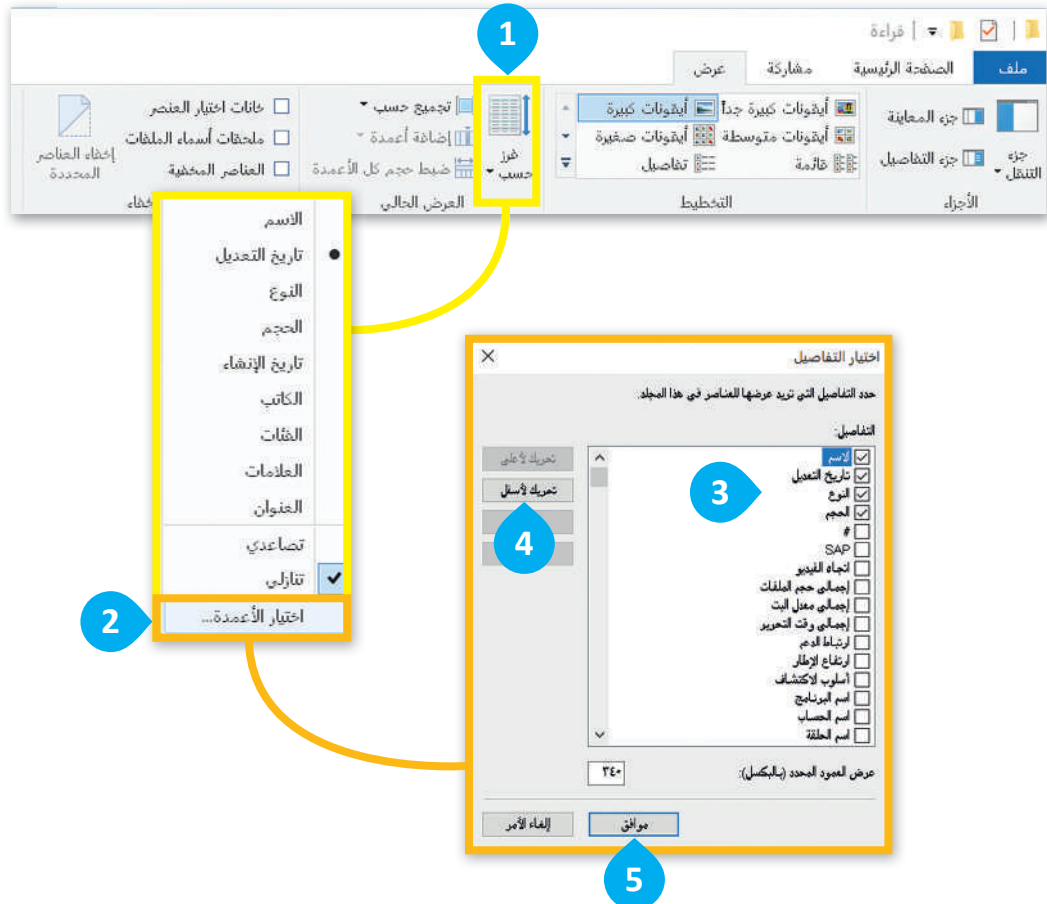 1
قراءة
ملف الصفحة الرئيسية مشاركة عرض
جزء التنقل
جزء المعاينة
جزء التفاصيل
الأجزاء
أيقونات كبيرة جداً أيقونات كبيرة
أيقونات متوسطة أيقونات صغيرة
قائمة تفاصيل
التخطيط
فرز حسب
تجميع حسب
إضافة أعمدة
ضبط حجم كل الأعمدة
العرض الحالي
خانات اختيار العنصر
ملحقات أسماء الملفات
العناصر المخفية
إخفاء العناصر المحددة
خفاء
الاسم
تاريخ التعديل
النوع
الحجم
تاريخ الإنشاء
الكاتب
الفئات
العلامات
العنوان
تصاعدي
تنازلي
اختيار الأعمدة...
2
اختيار التفاصيل
حدد التفاصيل التي تريد عرضها للعناصر في هذا المجلد.
التفاصيل:
الاسم
تاريخ التعديل
النوع
الحجم
#
SAP
اتجاه الفيديو
إجمالي حجم الملفات
إجمالي معدل البت
إجمالي وقت التحرير
ارتباط الدعم
ارتفاع الإطار
أسلوب الاكتشاف
اسم البرنامج
اسم الحساب
اسم الحلقة
3
تحريك لأعلى
تحريك لأسفل
4
عرض العمود المحدد (بالبكسل): ٣٤٠
موافق إلغاء الأمر
5